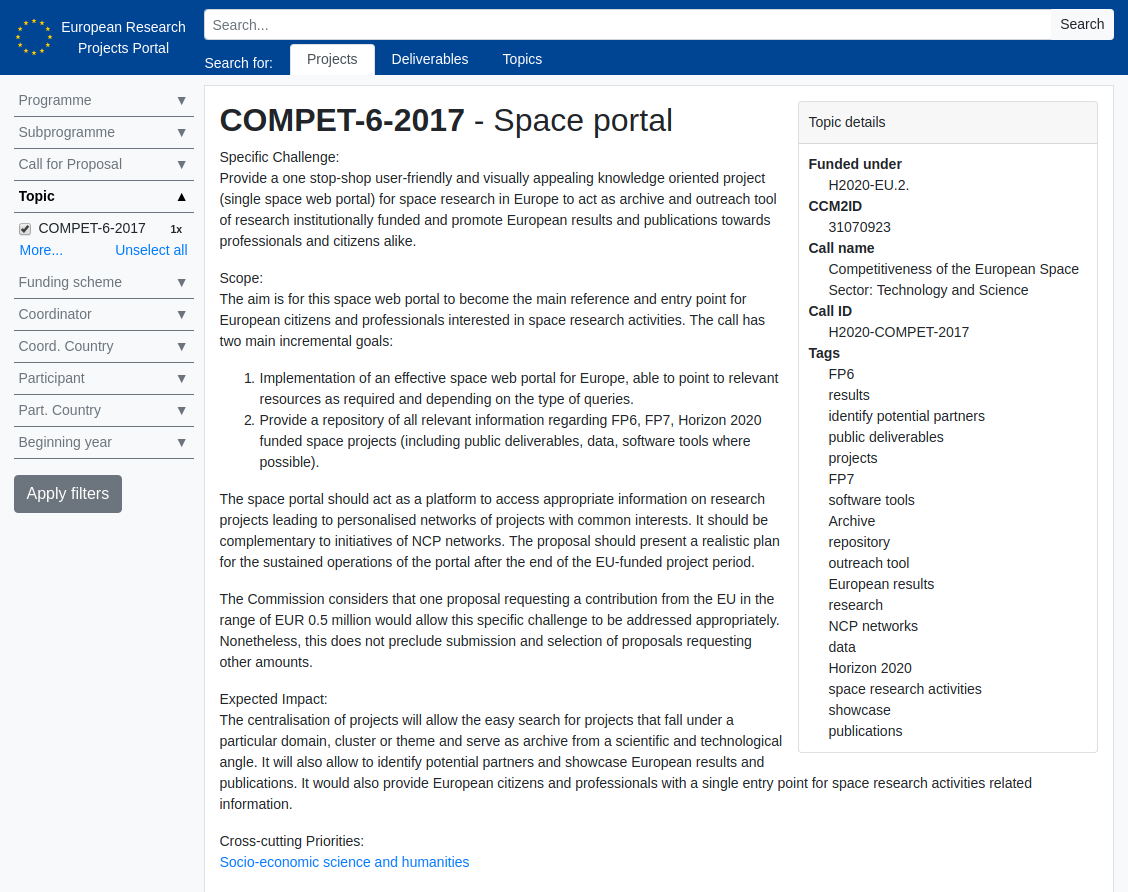 European Research
Projects Portal
Search...
Search
Search for:
Projects
Deliverables
Topics
Programme ▼
Subprogramme ▼
Call for Proposal ▼
Topic ▲
COMPET-6-2017 1x
More... Unselect all
Funding scheme ▼
Coordinator ▼
Coord. Country ▼
Participant ▼
Part. Country ▼
Beginning year ▼
Apply filters
COMPET-6-2017 - Space portal
Specific Challenge:
Provide a one stop-shop user-friendly and visually appealing knowledge oriented project
(single space web portal) for space research in Europe to act as archive and outreach tool
of research institutionally funded and promote European results and publications towards
professionals and citizens alike.
Scope:
The aim is for this space web portal to become the main reference and entry point for
European citizens and professionals interested in space research activities. The call has
two main incremental goals:
1. Implementation of an effective space web portal for Europe, able to point to relevant
resources as required and depending on the type of queries.
2. Provide a repository of all relevant information regarding FP6, FP7, Horizon 2020
funded space projects (including public deliverables, data, software tools where
possible).
The space portal should act as a platform to access appropriate information on research
projects leading to personalised networks of projects with common interests. It should be
complementary to initiatives of NCP networks. The proposal should present a realistic plan
for the sustained operations of the portal after the end of the EU-funded project period.
The Commission considers that one proposal requesting a contribution from the EU in the
range of EUR 0.5 million would allow this specific challenge to be addressed appropriately.
Nonetheless, this does not preclude submission and selection of proposals requesting
other amounts.
Expected Impact:
The centralisation of projects will allow the easy search for projects that fall under a
particular domain, cluster or theme and serve as archive from a scientific and technological
angle. It will also allow to identify potential partners and showcase European results and
publications. It would also provide European citizens and professionals with a single entry point for space research activities related
information.
Cross-cutting Priorities:
Socio-economic science and humanities
Topic details
Funded under
H2020-EU.2.
CCM2ID
31070923
Call name
Competitiveness of the European Space
Sector: Technology and Science
Call ID
H2020-COMPET-2017
Tags
FP6
results
identify potential partners
public deliverables
projects
FP7
software tools
Archive
repository
outreach tool
European results
research
NCP networks
data
Horizon 2020
space research activities
showcase
publications